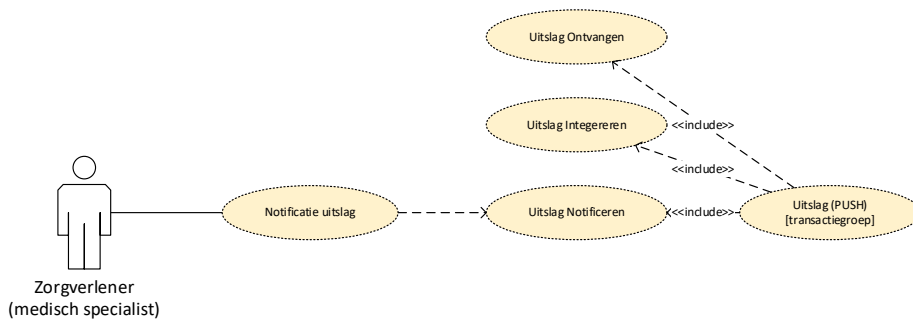 Uitslag Ontvangen
Uitslag Integereren
<<include>>
<<include>>
Notificatie uitslag
Uitslag Notificeren
<<include>>
Uitslag (PUSH)
[transactiegroep]
Zorgverlener
(medisch specialist)